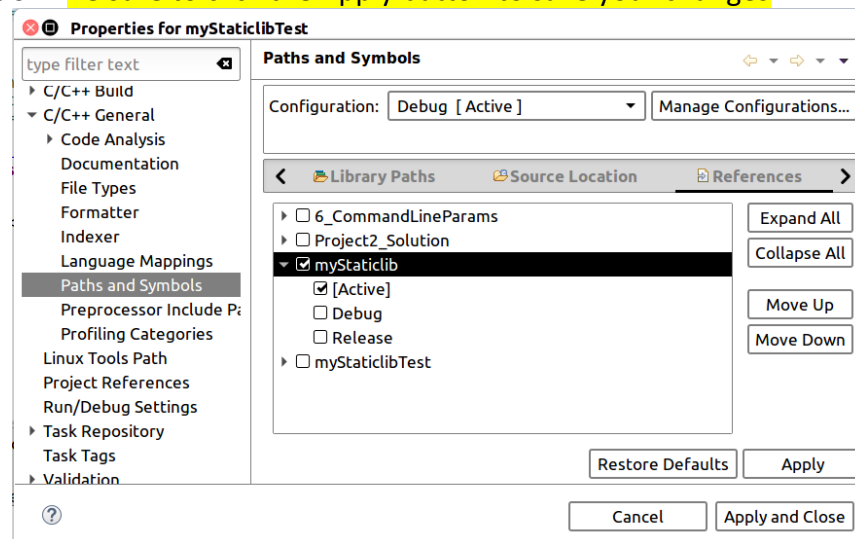 Properties for myStaticlibTest
type filter text
Paths and Symbols
C/C++ Build
C/C++ General
Code Analysis
Documentation
File Types
Formatter
Indexer
Language Mappings
Paths and Symbols
Preprocessor Include Pa
Profiling Categories
Linux Tools Path
Project References
Run/Debug Settings
Task Repository
Task Tags
Validation
Configuration: Debug [ Active ] Manage Configurations...
Library Paths Source Location References
6_CommandLineParams
Project2_Solution
myStaticlib
[Active]
Debug
Release
myStaticlibTest
Expand All
Collapse All
Move Up
Move Down
Restore Defaults Apply
Cancel Apply and Close